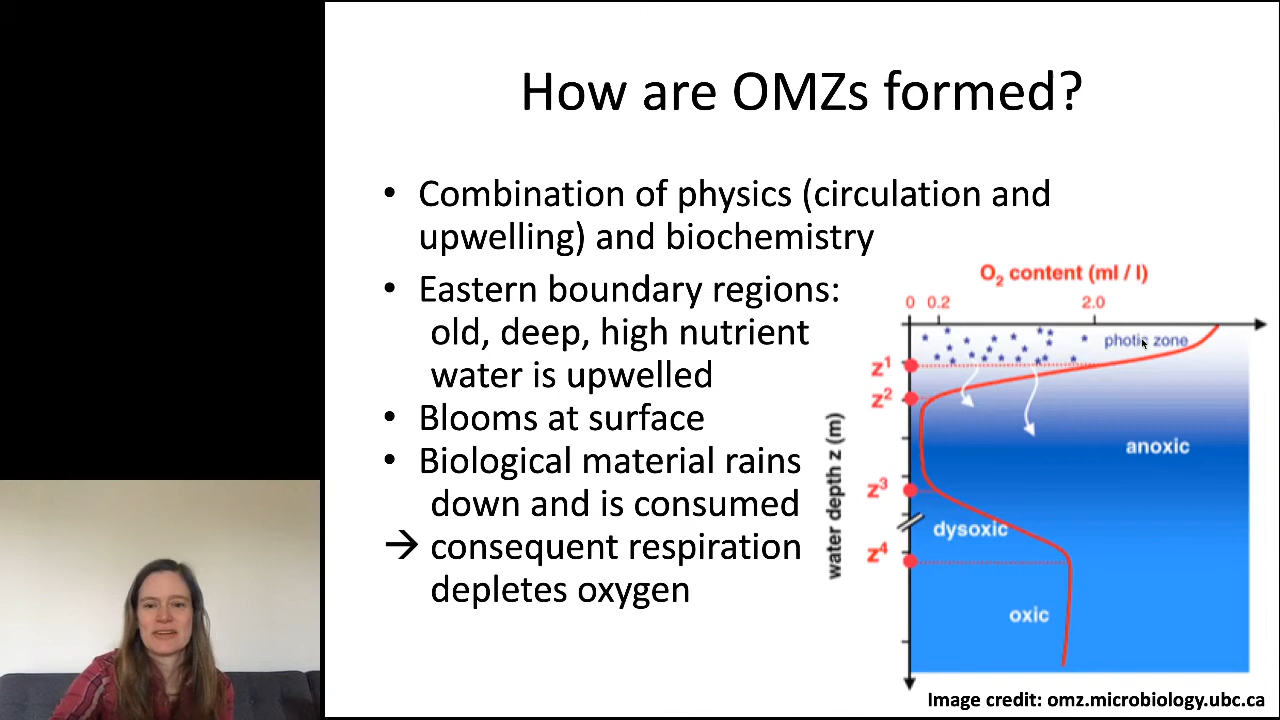 How are OMZs formed?
• Combination of physics (circulation and
upwelling) and biochemistry
• Eastern boundary regions:
old, deep, high nutrient
water is upwelled
• Blooms at surface
• Biological material rains
down and is consumed
→ consequent respiration
depletes oxygen
O2 content (ml / l)
0 0.2 2.0
photic zone
z1
z2
anoxic
z3
dysoxic
z4
oxic
water depth z (m)
Image credit: omz.microbiology.ubc.ca